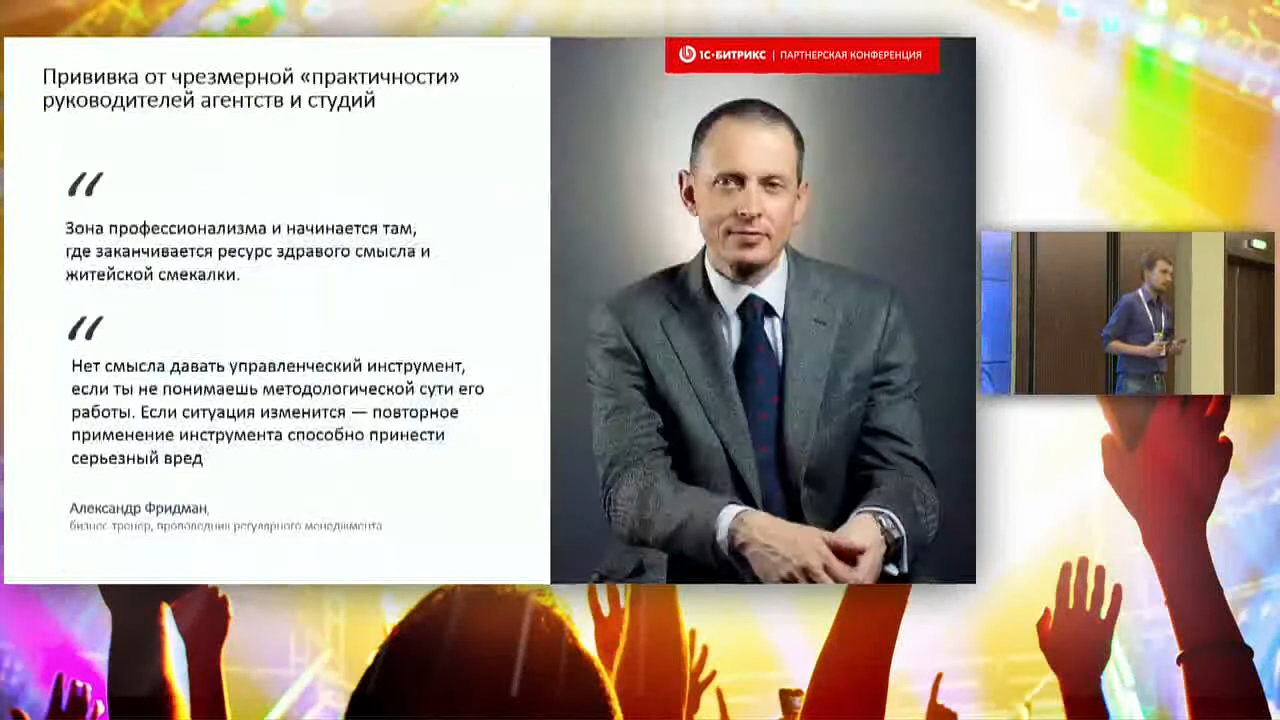 1С·БИТРИКС | ПАРТНЕРСКАЯ КОНФЕРЕНЦИЯ
Прививка от чрезмерной «практичности»
руководителей агентств и студий
“
Зона профессионализма и начинается там,
где заканчивается ресурс здравого смысла и
житейской смекалки.
“
Нет смысла давать управленческий инструмент,
если ты не понимаешь методологической сути его
работы. Если ситуация изменится — повторное
применение инструмента способно принести
серьезный вред
Александр Фридман,
бизнес-тренер, проповедник регулярного менеджмента